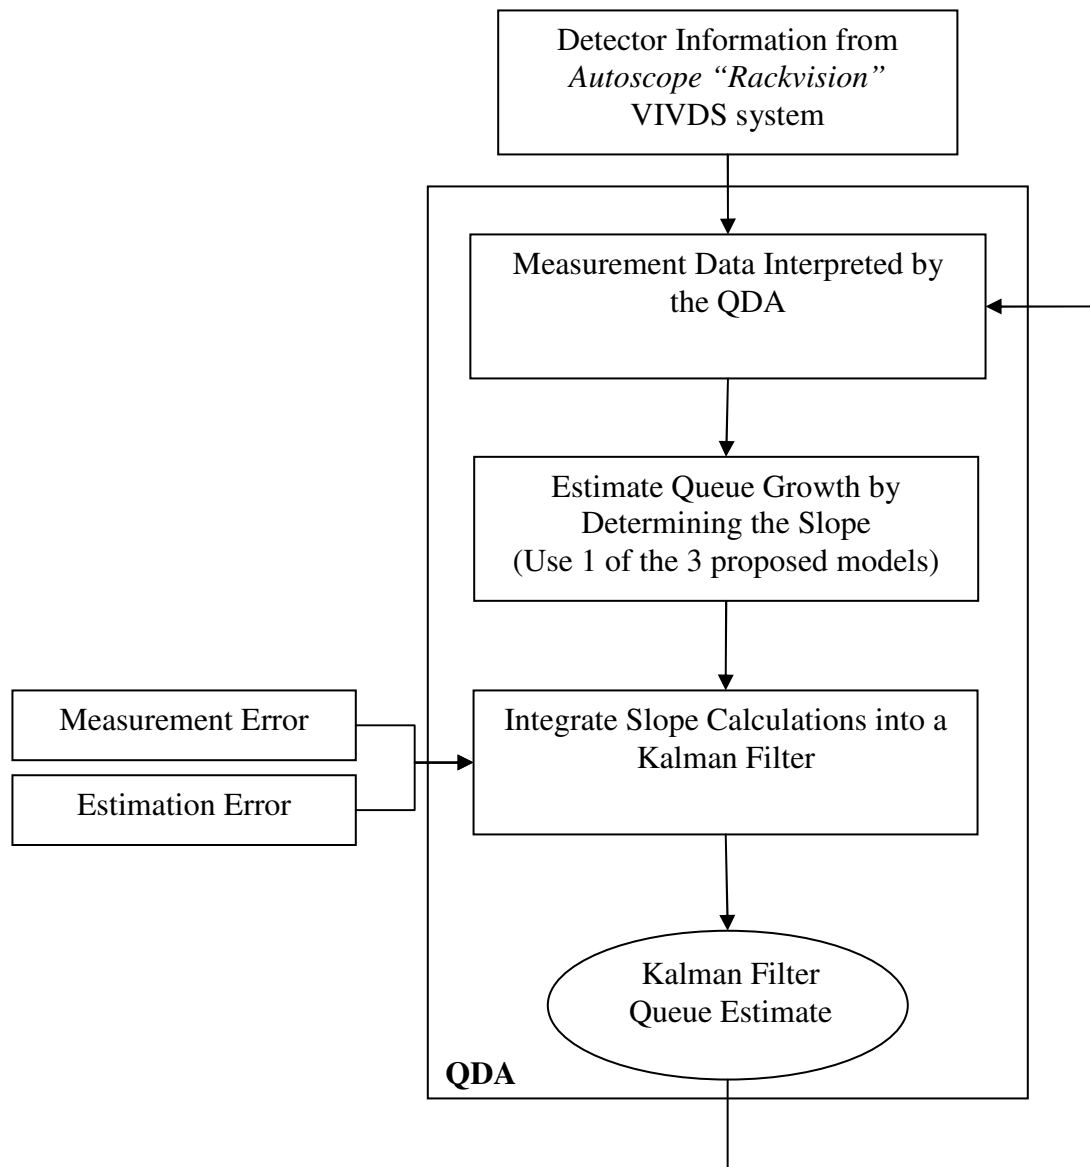 Detector Information from
Autoscope “Rackvision”
VIVDS system
Measurement Data Interpreted by
the QDA
Estimate Queue Growth by
Determining the Slope
(Use 1 of the 3 proposed models)
Measurement Error
Estimation Error
Integrate Slope Calculations into a
Kalman Filter
Kalman Filter
Queue Estimate
QDA